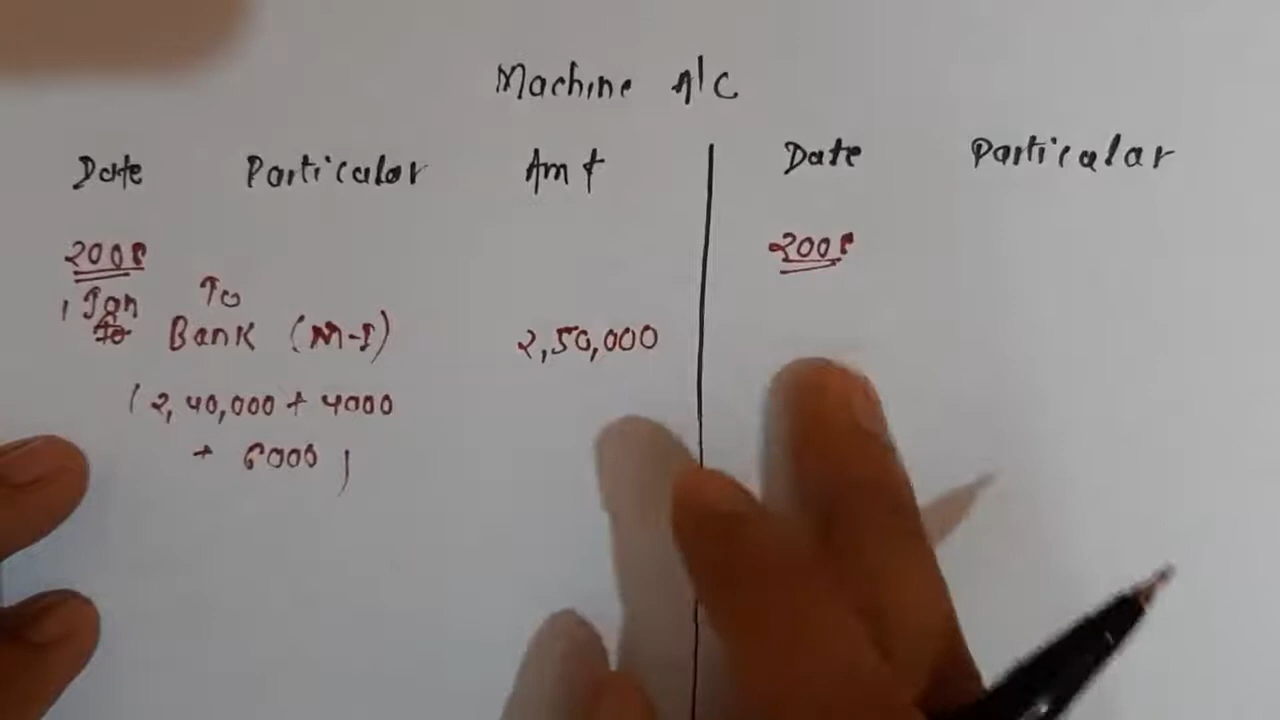 Machine A/C
Date Particular Amt Date Particular
2008 2008
1 Jan To
Bank (M-I) 2,50,000
(2,40,000 + 4000
+ 6000)